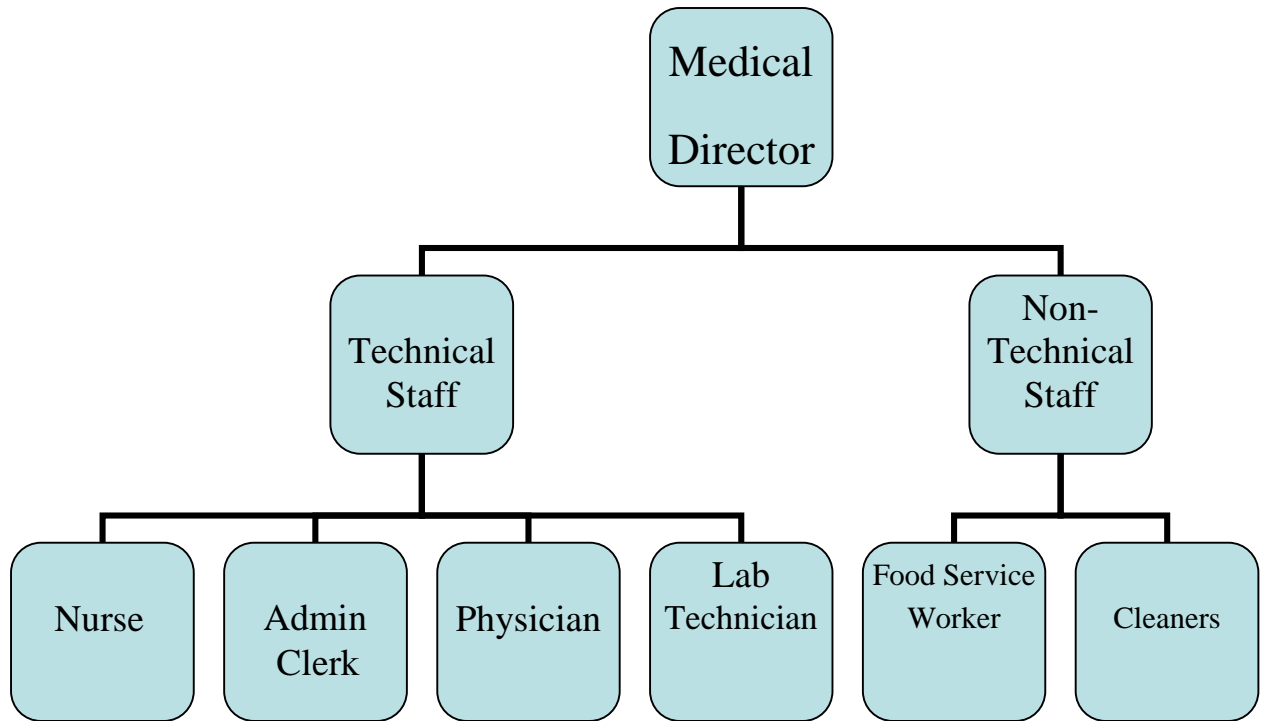 Medical
Director
Technical
Staff
Non-
Technical
Staff
Nurse
Admin
Clerk
Physician
Lab
Technician
Food Service
Worker
Cleaners